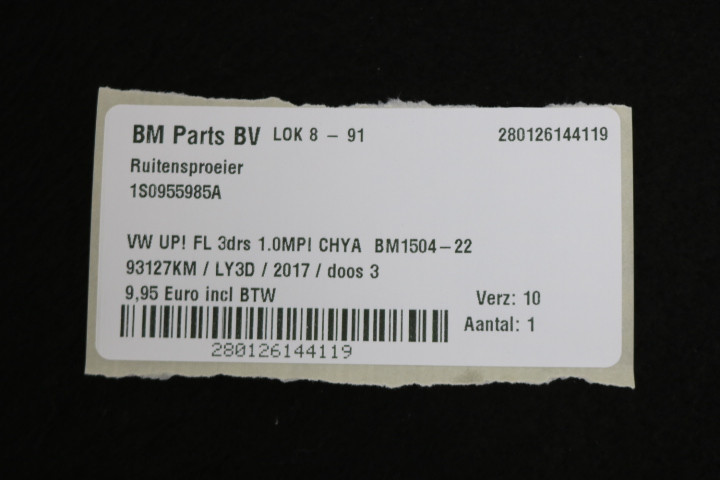 BM Parts BV LOK 8 - 91 280126144119
Ruitensproeier
1S0955985A
VW UP! FL 3drs 1.0MPI CHYA BM1504-22
93127KM / LY3D / 2017 / doos 3
9,95 Euro incl BTW Verz: 10
Aantal: 1
280126144119